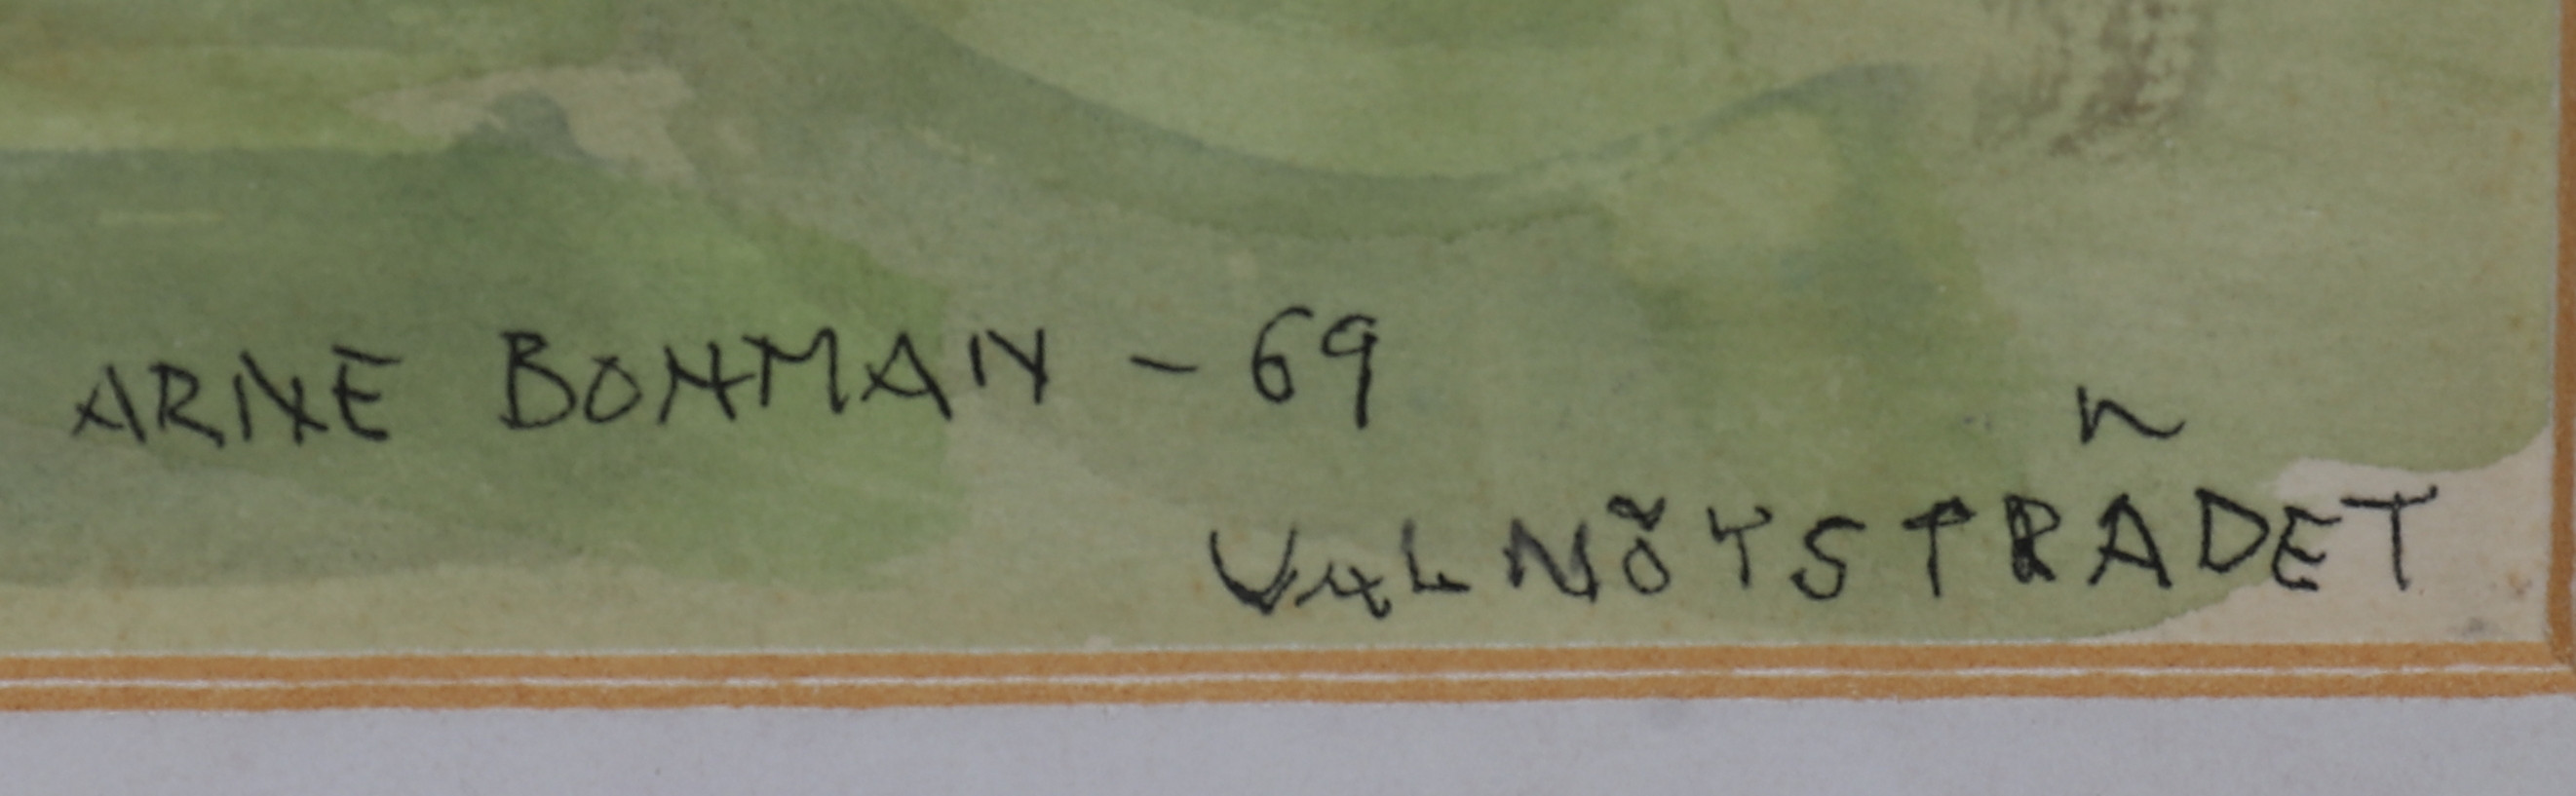 ARNE BOHMAN - 69
VALNÖTSTRÄDET